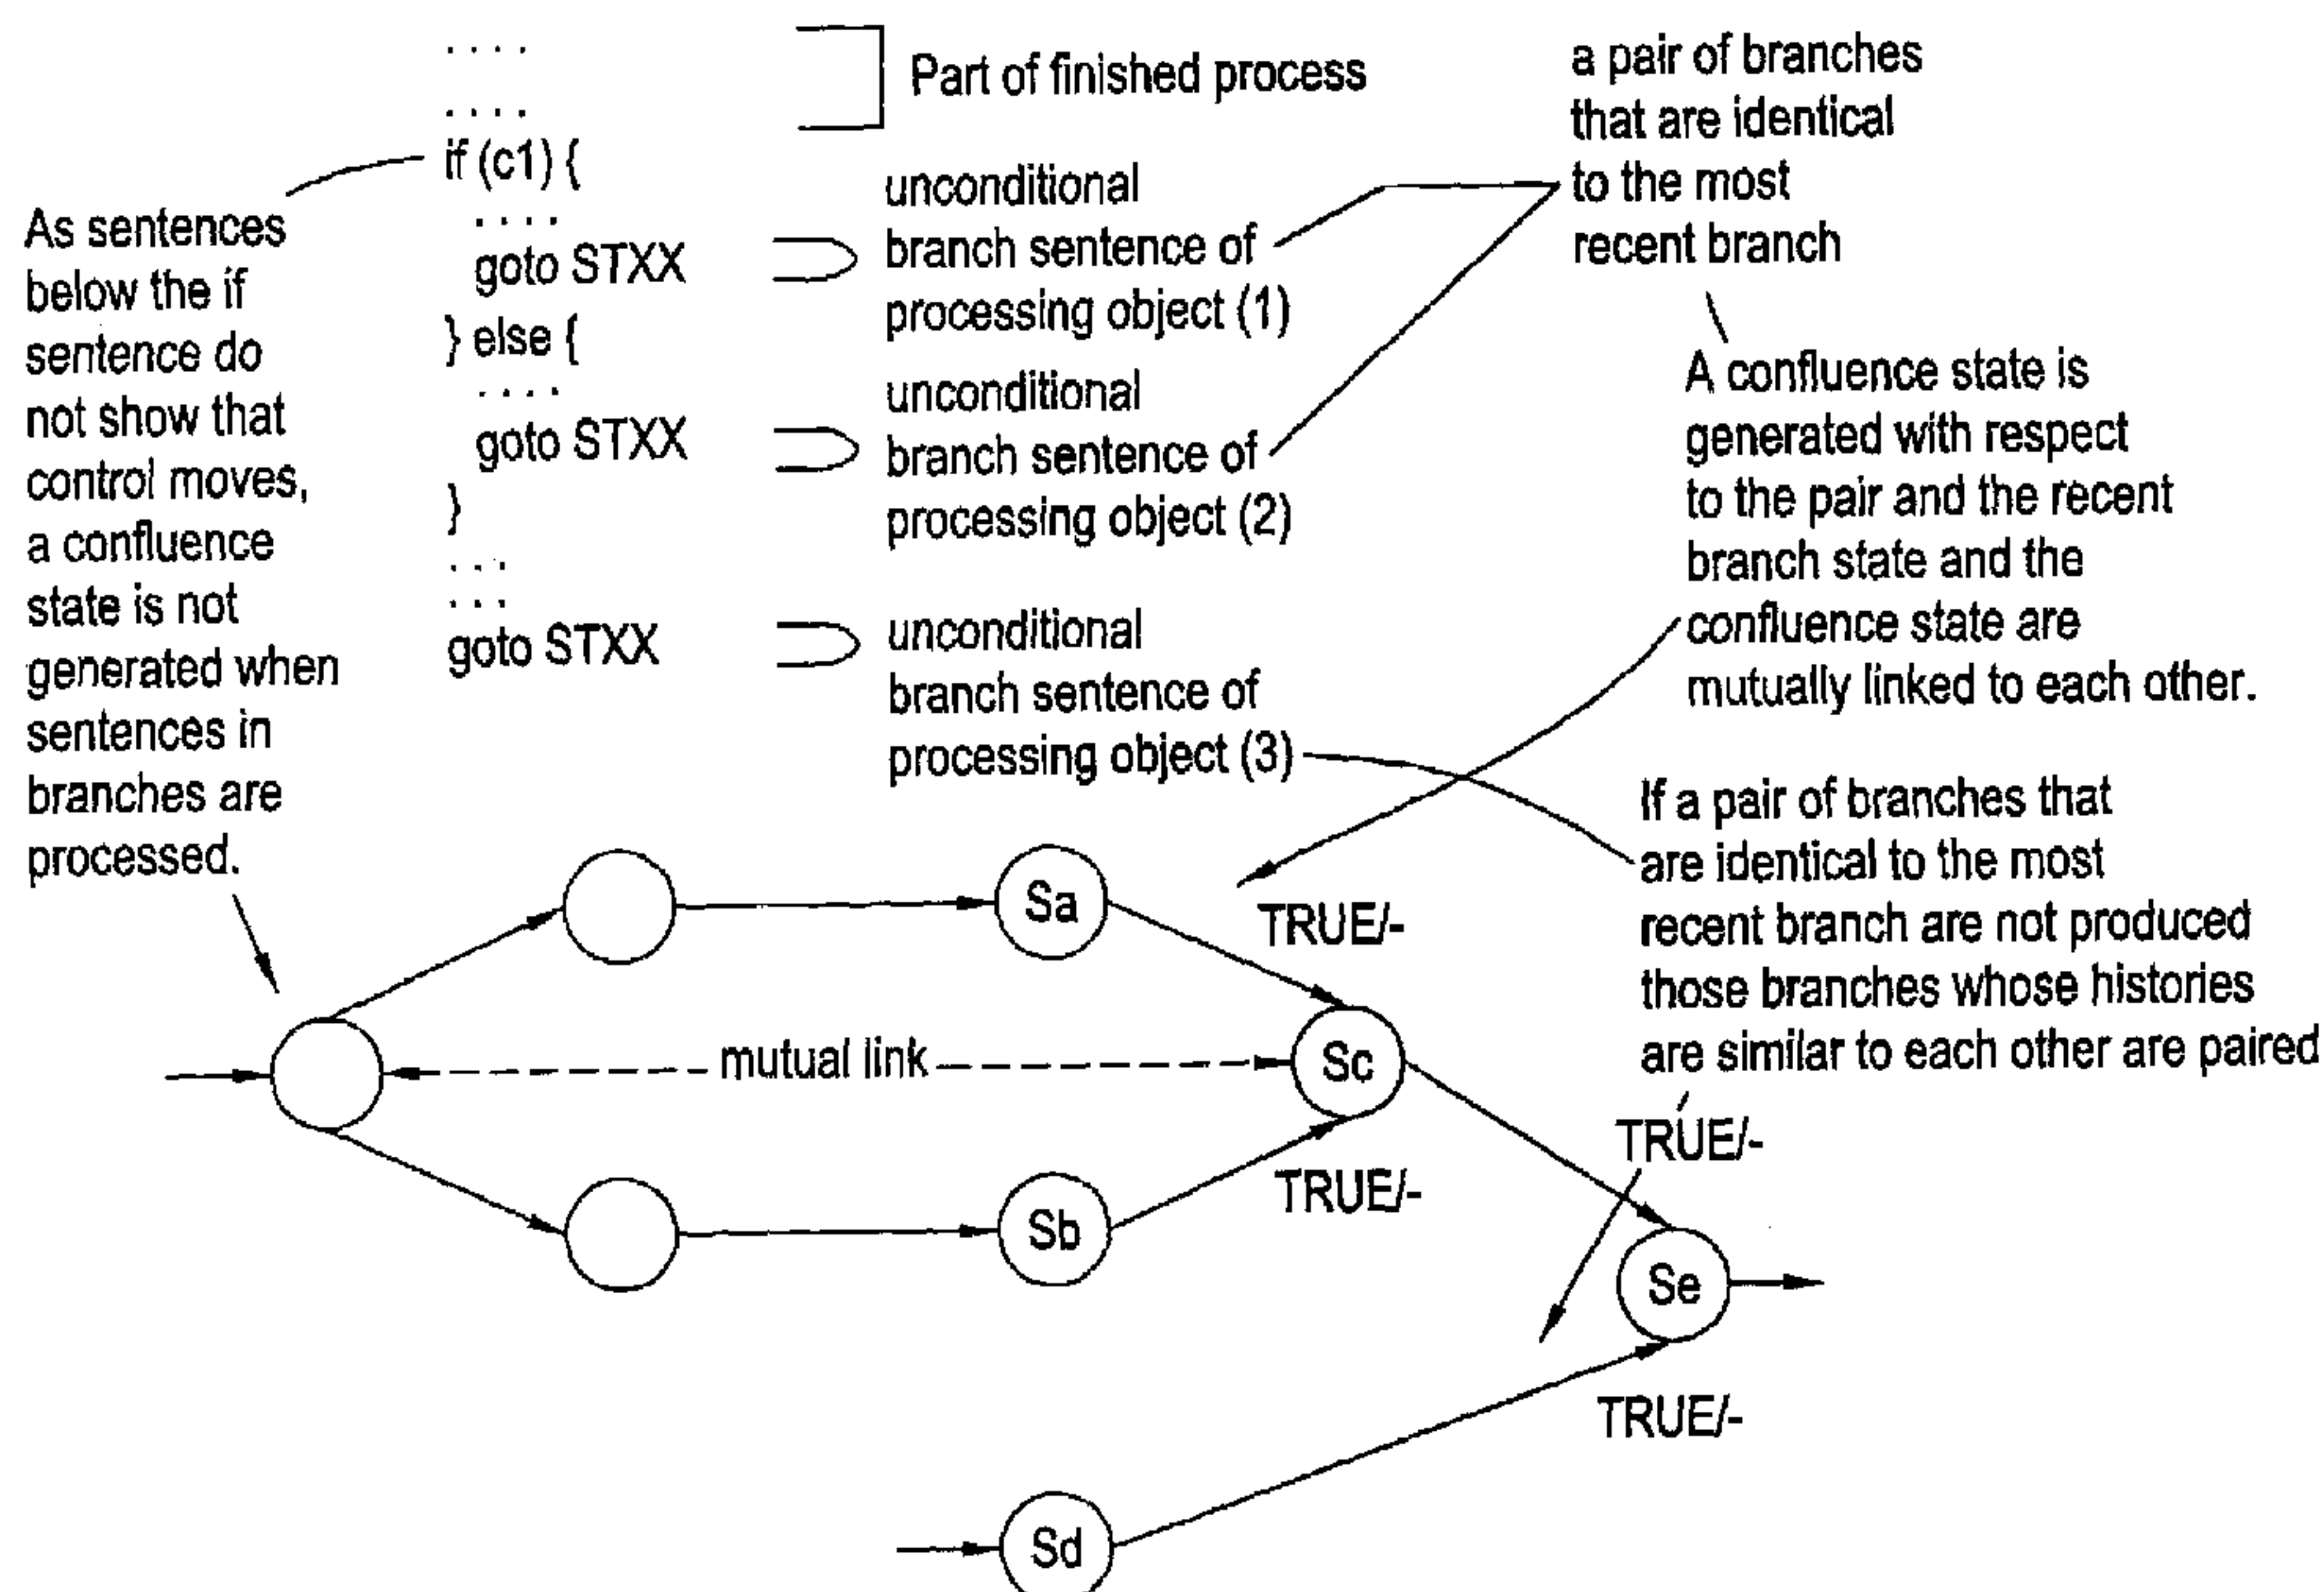 . . . .
. . . .
Part of finished process
if (c1) {
. . . .
goto STXX
} else {
. . . .
goto STXX
}
. . .
. . .
goto STXX
As sentences
below the if
sentence do
not show that
control moves,
a confluence
state is not
generated when
sentences in
branches are
processed.
unconditional
branch sentence of
processing object (1)
unconditional
branch sentence of
processing object (2)
unconditional
branch sentence of
processing object (3)
a pair of branches
that are identical
to the most
recent branch
A confluence state is
generated with respect
to the pair and the recent
branch state and the
confluence state are
mutually linked to each other.
If a pair of branches that
are identical to the most
recent branch are not produced
those branches whose histories
are similar to each other are paired
Sa
TRUE/-
mutual link
Sc
TRUE/-
Sb
TRUE/-
Se
TRUE/-
Sd